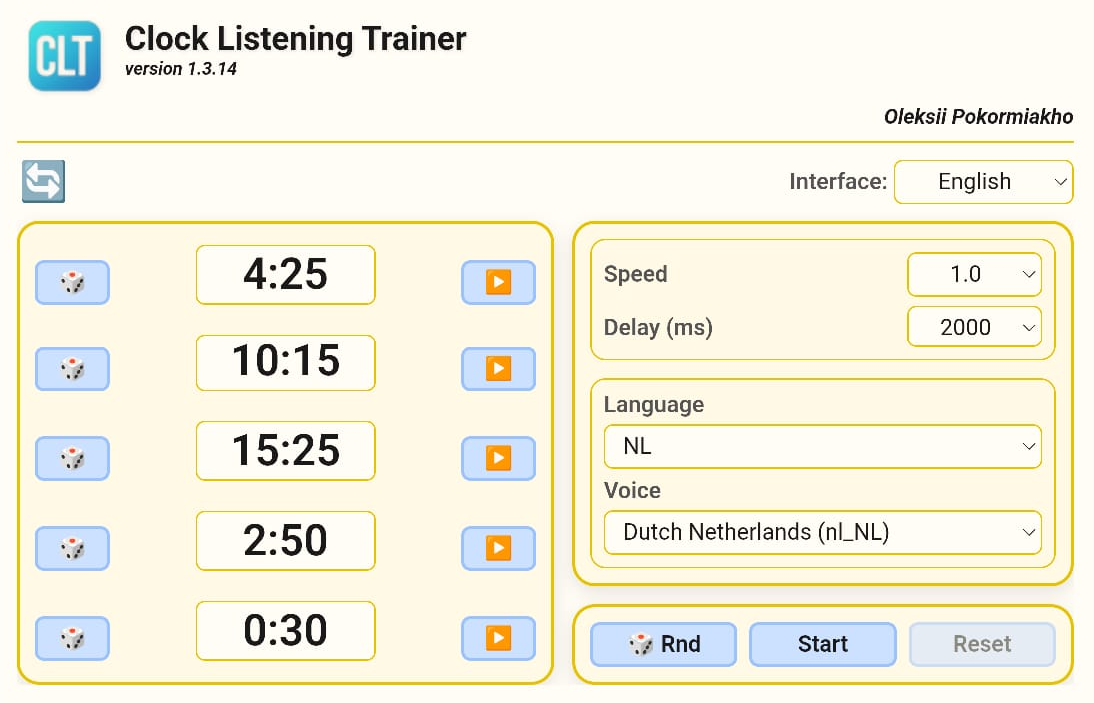 CLT
Clock Listening Trainer
version 1.3.14
Oleksii Pokormiakho
Interface: English
4:25
10:15
15:25
2:50
0:30
Speed 1.0
Delay (ms) 2000
Language
NL
Voice
Dutch Netherlands (nl_NL)
Rnd Start Reset